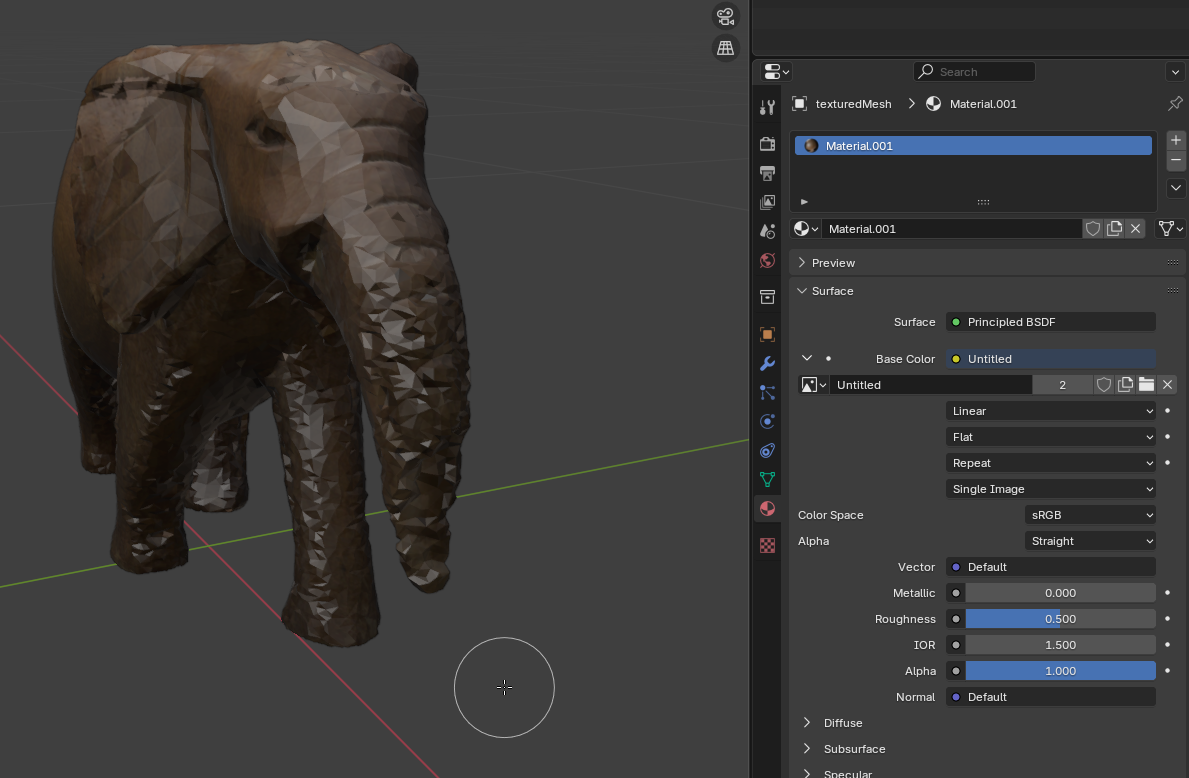 Search
texturedMesh
Material.001
Material.001
Material.001
Preview
Surface
Surface
Principled BSDF
Base Color
Untitled
Untitled
2
Linear
Flat
Repeat
Single Image
Color Space
sRGB
Alpha
Straight
Vector
Default
Metallic
0.000
Roughness
0.500
IOR
1.500
Alpha
1.000
Normal
Default
Diffuse
Subsurface
Specular